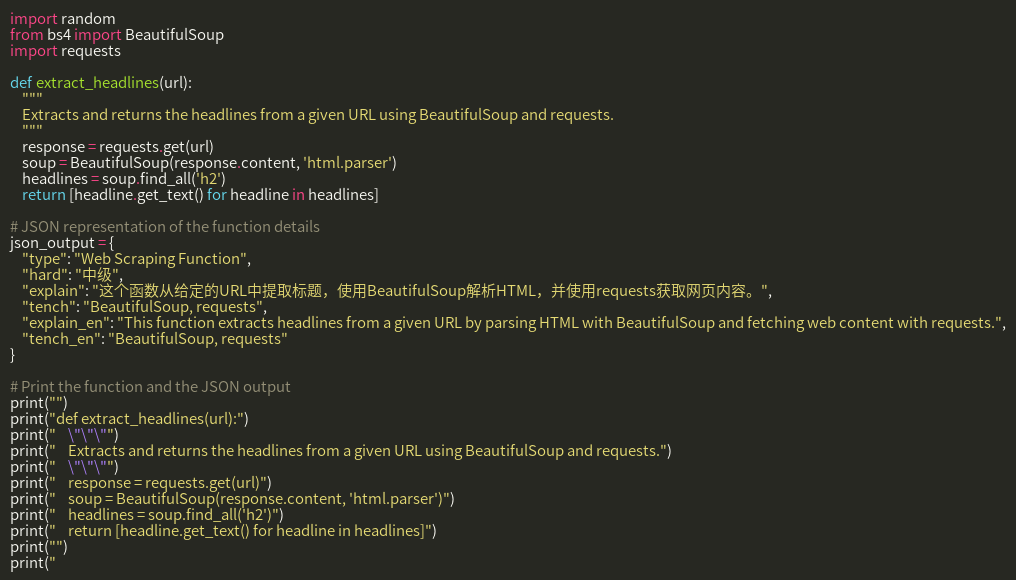 import random
from bs4 import BeautifulSoup
import requests

def extract_headlines(url):
    """
    Extracts and returns the headlines from a given URL using BeautifulSoup and requests.
    """
    response = requests.get(url)
    soup = BeautifulSoup(response.content, 'html.parser')
    headlines = soup.find_all('h2')
    return [headline.get_text() for headline in headlines]

# JSON representation of the function details
json_output = {
    "type": "Web Scraping Function",
    "hard": "中级",
    "explain": "这个函数从给定的URL中提取标题，使用BeautifulSoup解析HTML，并使用requests获取网页内容。",
    "tench": "BeautifulSoup, requests",
    "explain_en": "This function extracts headlines from a given URL by parsing HTML with BeautifulSoup and fetching web content with requests.",
    "tench_en": "BeautifulSoup, requests"
}

# Print the function and the JSON output
print("")
print("def extract_headlines(url):")
print("    \"\"\"")
print("    Extracts and returns the headlines from a given URL using BeautifulSoup and requests.")
print("    \"\"\"")
print("    response = requests.get(url)")
print("    soup = BeautifulSoup(response.content, 'html.parser')")
print("    headlines = soup.find_all('h2')")
print("    return [headline.get_text() for headline in headlines]")
print("")
print("